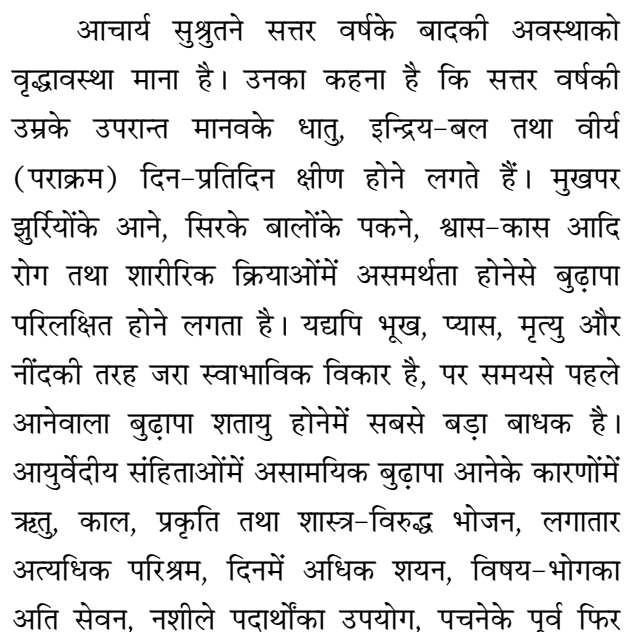 आचार्य सुश्रुतने सत्तर वर्षके बादकी अवस्थाको
वृद्धावस्था माना है। उनका कहना है कि सत्तर वर्षकी
उम्रके उपरान्त मानवके धातु, इन्द्रिय-बल तथा वीर्य
(पराक्रम) दिन-प्रतिदिन क्षीण होने लगते हैं। मुखपर
झुर्रियोंके आने, सिरके बालोंके पकने, श्वास-कास आदि
रोग तथा शारीरिक क्रियाओंमें असमर्थता होनेसे बुढ़ापा
परिलक्षित होने लगता है। यद्यपि भूख, प्यास, मृत्यु और
नींदकी तरह जरा स्वाभाविक विकार है, पर समयसे पहले
आनेवाला बुढ़ापा शतायु होनेमें सबसे बड़ा बाधक है।
आयुर्वेदीय संहिताओंमें असामयिक बुढ़ापा आनेके कारणोंमें
ऋतु, काल, प्रकृति तथा शास्त्र-विरुद्ध भोजन, लगातार
अत्यधिक परिश्रम, दिनमें अधिक शयन, विषय-भोगका
अति सेवन, नशीले पदार्थोंका उपयोग, पचनेके पूर्व फिर